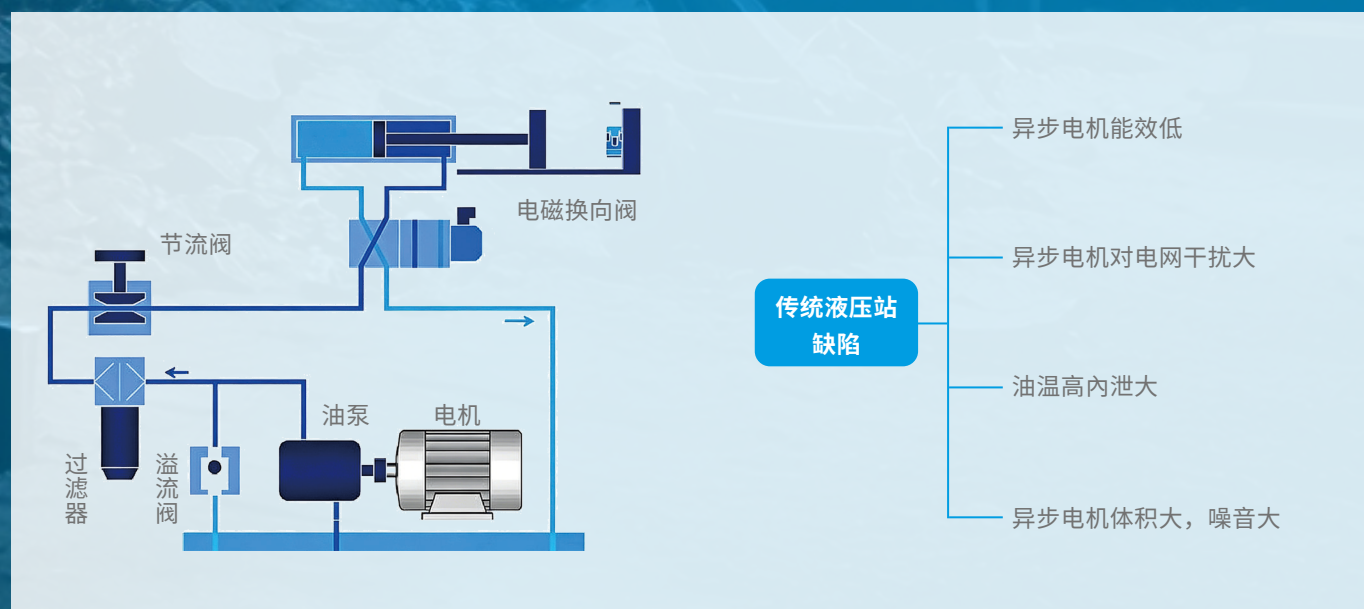 电磁换向阀
节流阀
油泵
电机
过滤器
溢流阀
传统液压站
缺陷
异步电机能效低
异步电机对电网干扰大
油温高內泄大
异步电机体积大，噪音大